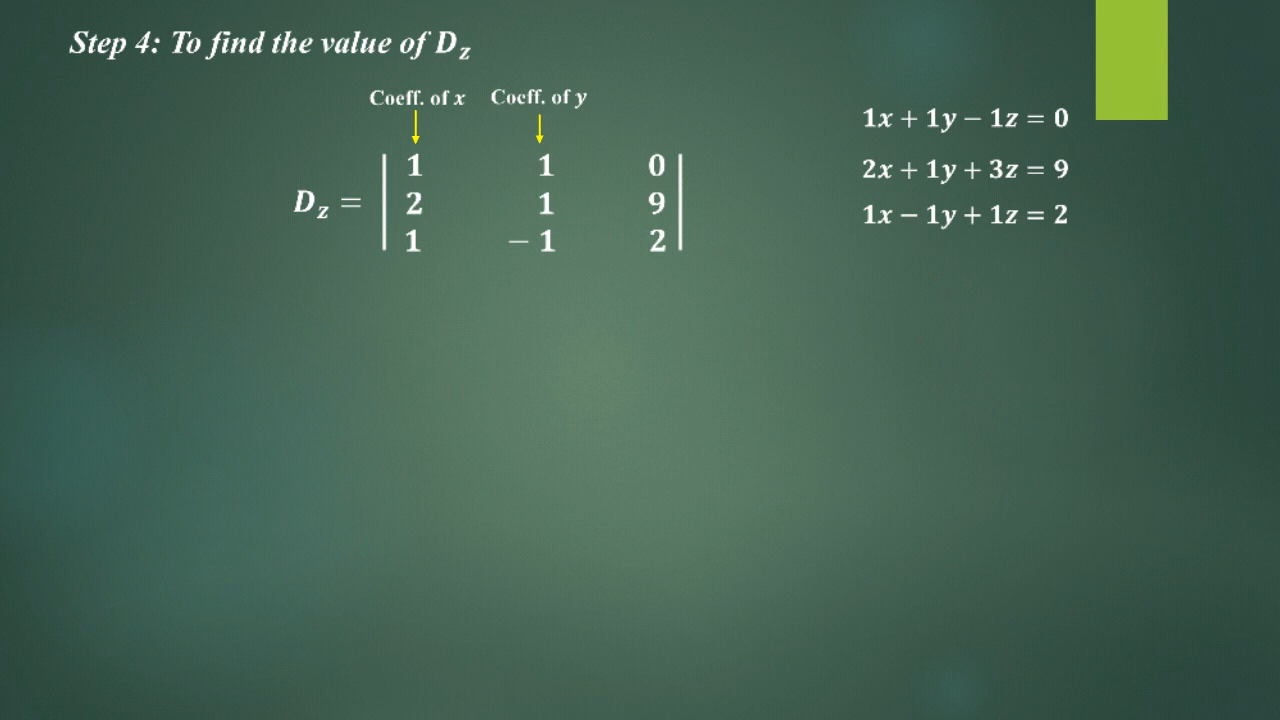 Step 4: To find the value of D_z
Coeff. of x Coeff. of y
1x + 1y − 1z = 0
2x + 1y + 3z = 9
1x − 1y + 1z = 2
D_z =
1 1 0
2 1 9
1 − 1 2